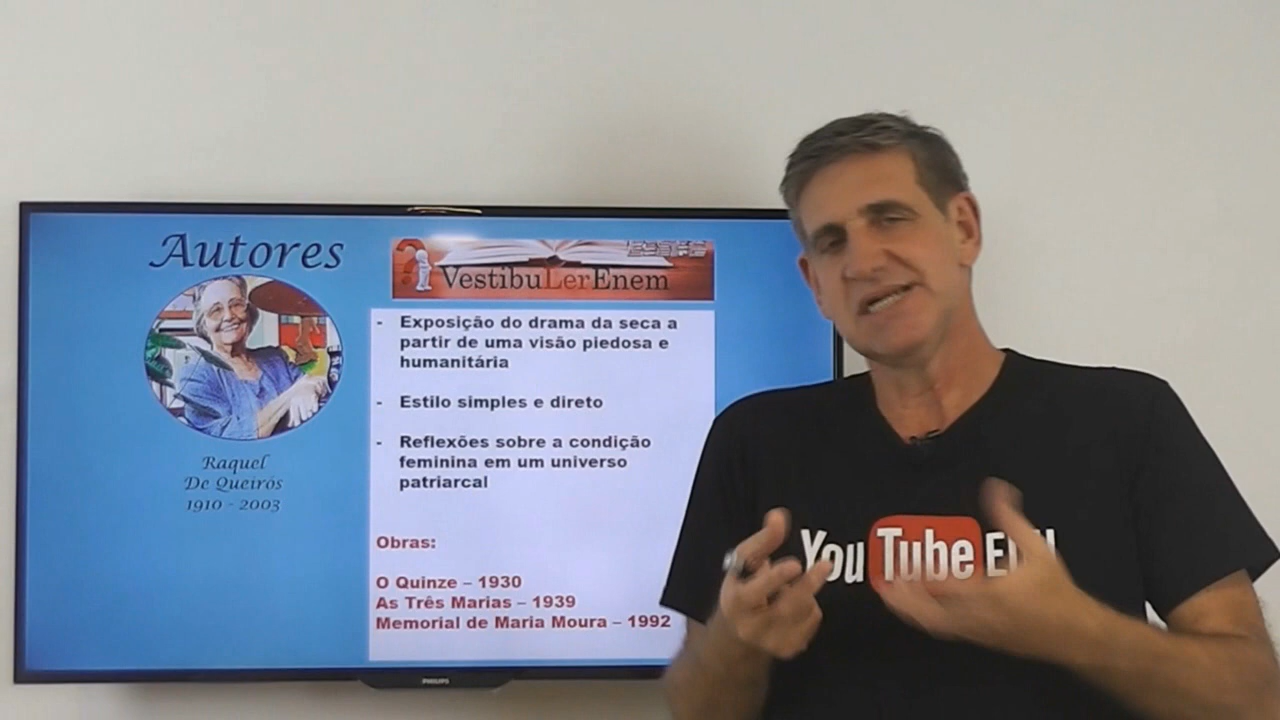 Autores
VestibuLerEnem
- Exposição do drama da seca a
partir de uma visão piedosa e
humanitária
- Estilo simples e direto
- Reflexões sobre a condição
feminina em um universo
patriarcal
Raquel
De Queirós
1910 - 2003
Obras:
O Quinze – 1930
As Três Marias – 1939
Memorial de Maria Moura – 1992
PHILIPS
YouTube